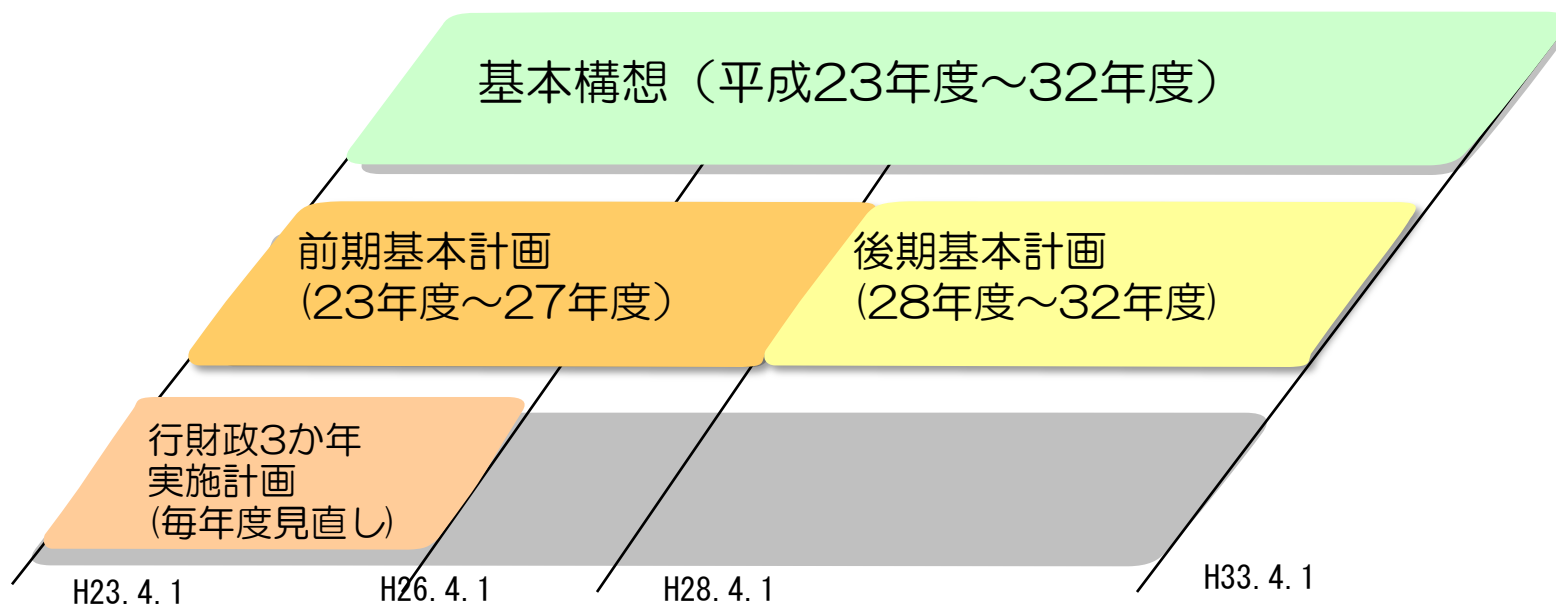 基本構想（平成23年度～32年度）
前期基本計画
(23年度～27年度）
後期基本計画
(28年度～32年度)
行財政3か年
実施計画
(毎年度見直し)
H23.4.1
H26.4.1
H28.4.1
H33.4.1